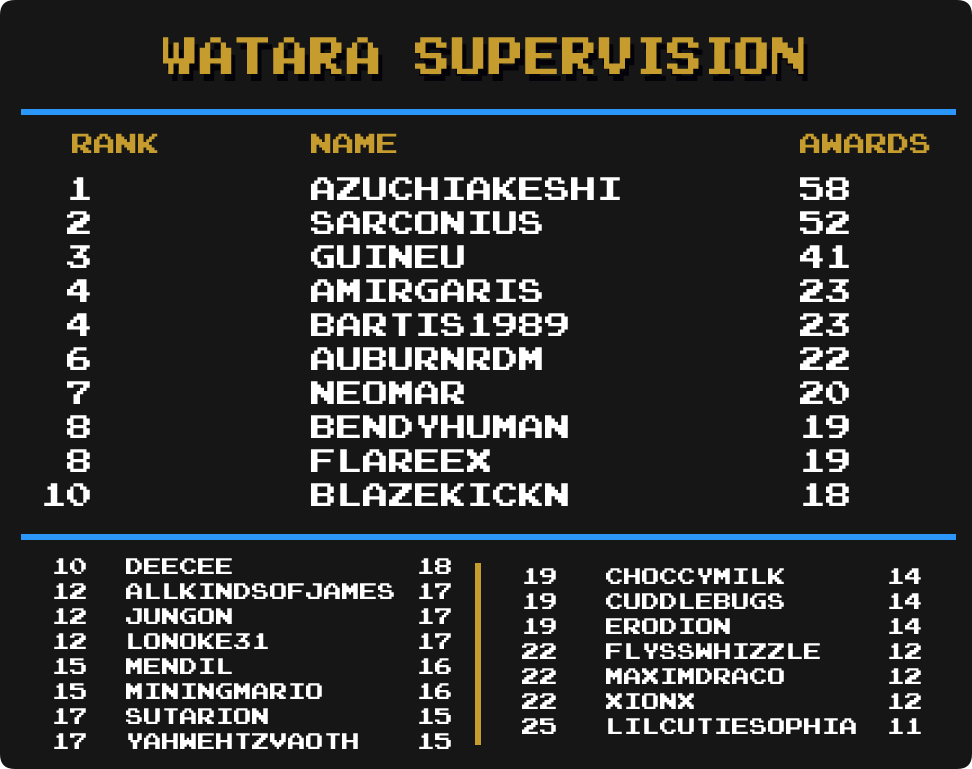 WATARA SUPERVISION
RANK NAME AWARDS
1 AZUCHIAKESHI 58
2 SARCONIUS 52
3 GUINEU 41
4 AMIRGARIS 23
4 BARTIS1989 23
6 AUBURNRDM 22
7 NEOMAR 20
8 BENDYHUMAN 19
8 FLAREEX 19
10 BLAZEKICKN 18
10 DEECEE 18
12 ALLKINDSOFJAMES 17
12 JUNGON 17
12 LONOKE31 17
15 MENDIL 16
15 MININGMARIO 16
17 SUTARION 15
17 YAHWEHTZVAOTH 15
19 CHOCCYMILK 14
19 CUDDLEBUGS 14
19 ERODION 14
22 FLYSSWHIZZLE 12
22 MAXIMDRACO 12
22 XIONX 12
25 LILCUTIESOPHIA 11